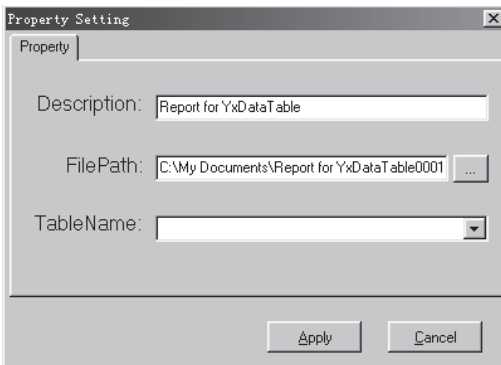 Property Setting
Property
Description: Report for YxDataTable
FilePath: C:\My Documents\Report for YxDataTable0001 ...
TableName:
Apply Cancel